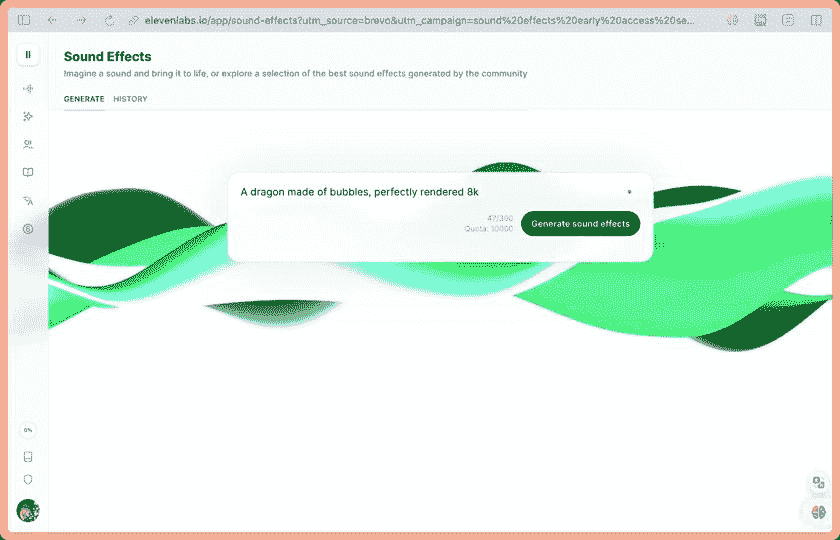 elevenlabs.io/app/sound-effects?utm_source=brevo&utm_campaign=sound%20effects%20early%20access%20se...
Sound Effects
Imagine a sound and bring it to life, or explore a selection of the best sound effects generated by the community
GENERATE HISTORY
A dragon made of bubbles, perfectly rendered 8k
47/300
Quota: 10000
Generate sound effects
0%